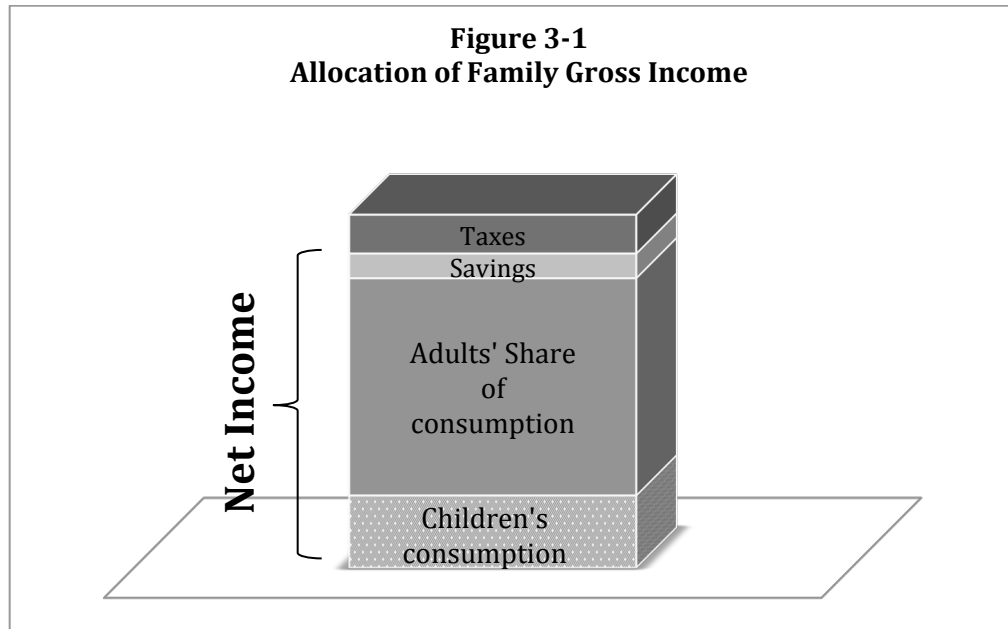 Figure 3-1
Allocation of Family Gross Income
Taxes
Savings
Adults' Share
of
consumption
Children's
consumption
Net Income